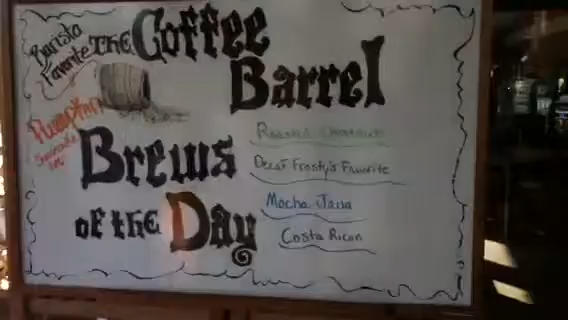 Barista
Favorite
THE Coffee
Barrel
Pumpkin
Brews
of the Day
Decaf Frosty's Favorite
Mocha Java
Costa Rican